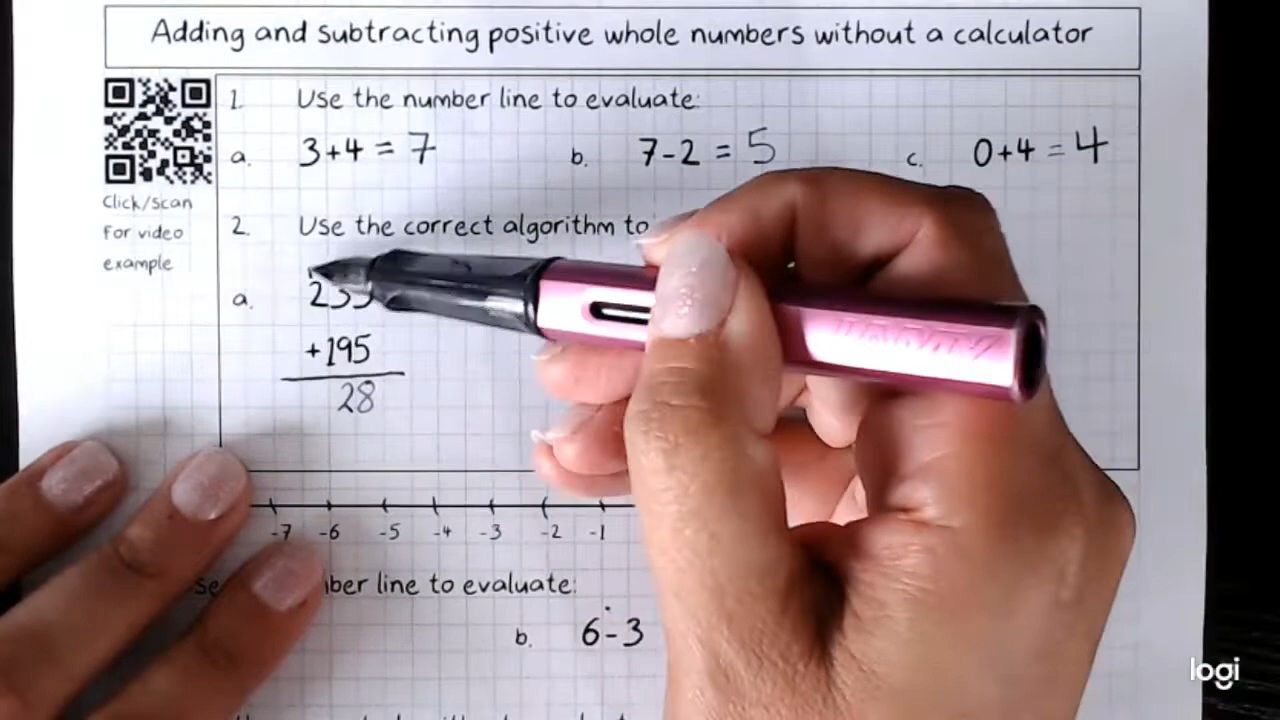 Adding and subtracting positive whole numbers without a calculator
Click/scan
for video
example
1. Use the number line to evaluate:
a. 3+4 = 7 b. 7-2 = 5 c. 0+4 = 4
2. Use the correct algorithm to
a. 233
+195
28
-7 -6 -5 -4 -3 -2 -1
number line to evaluate:
b. 6-3
logi